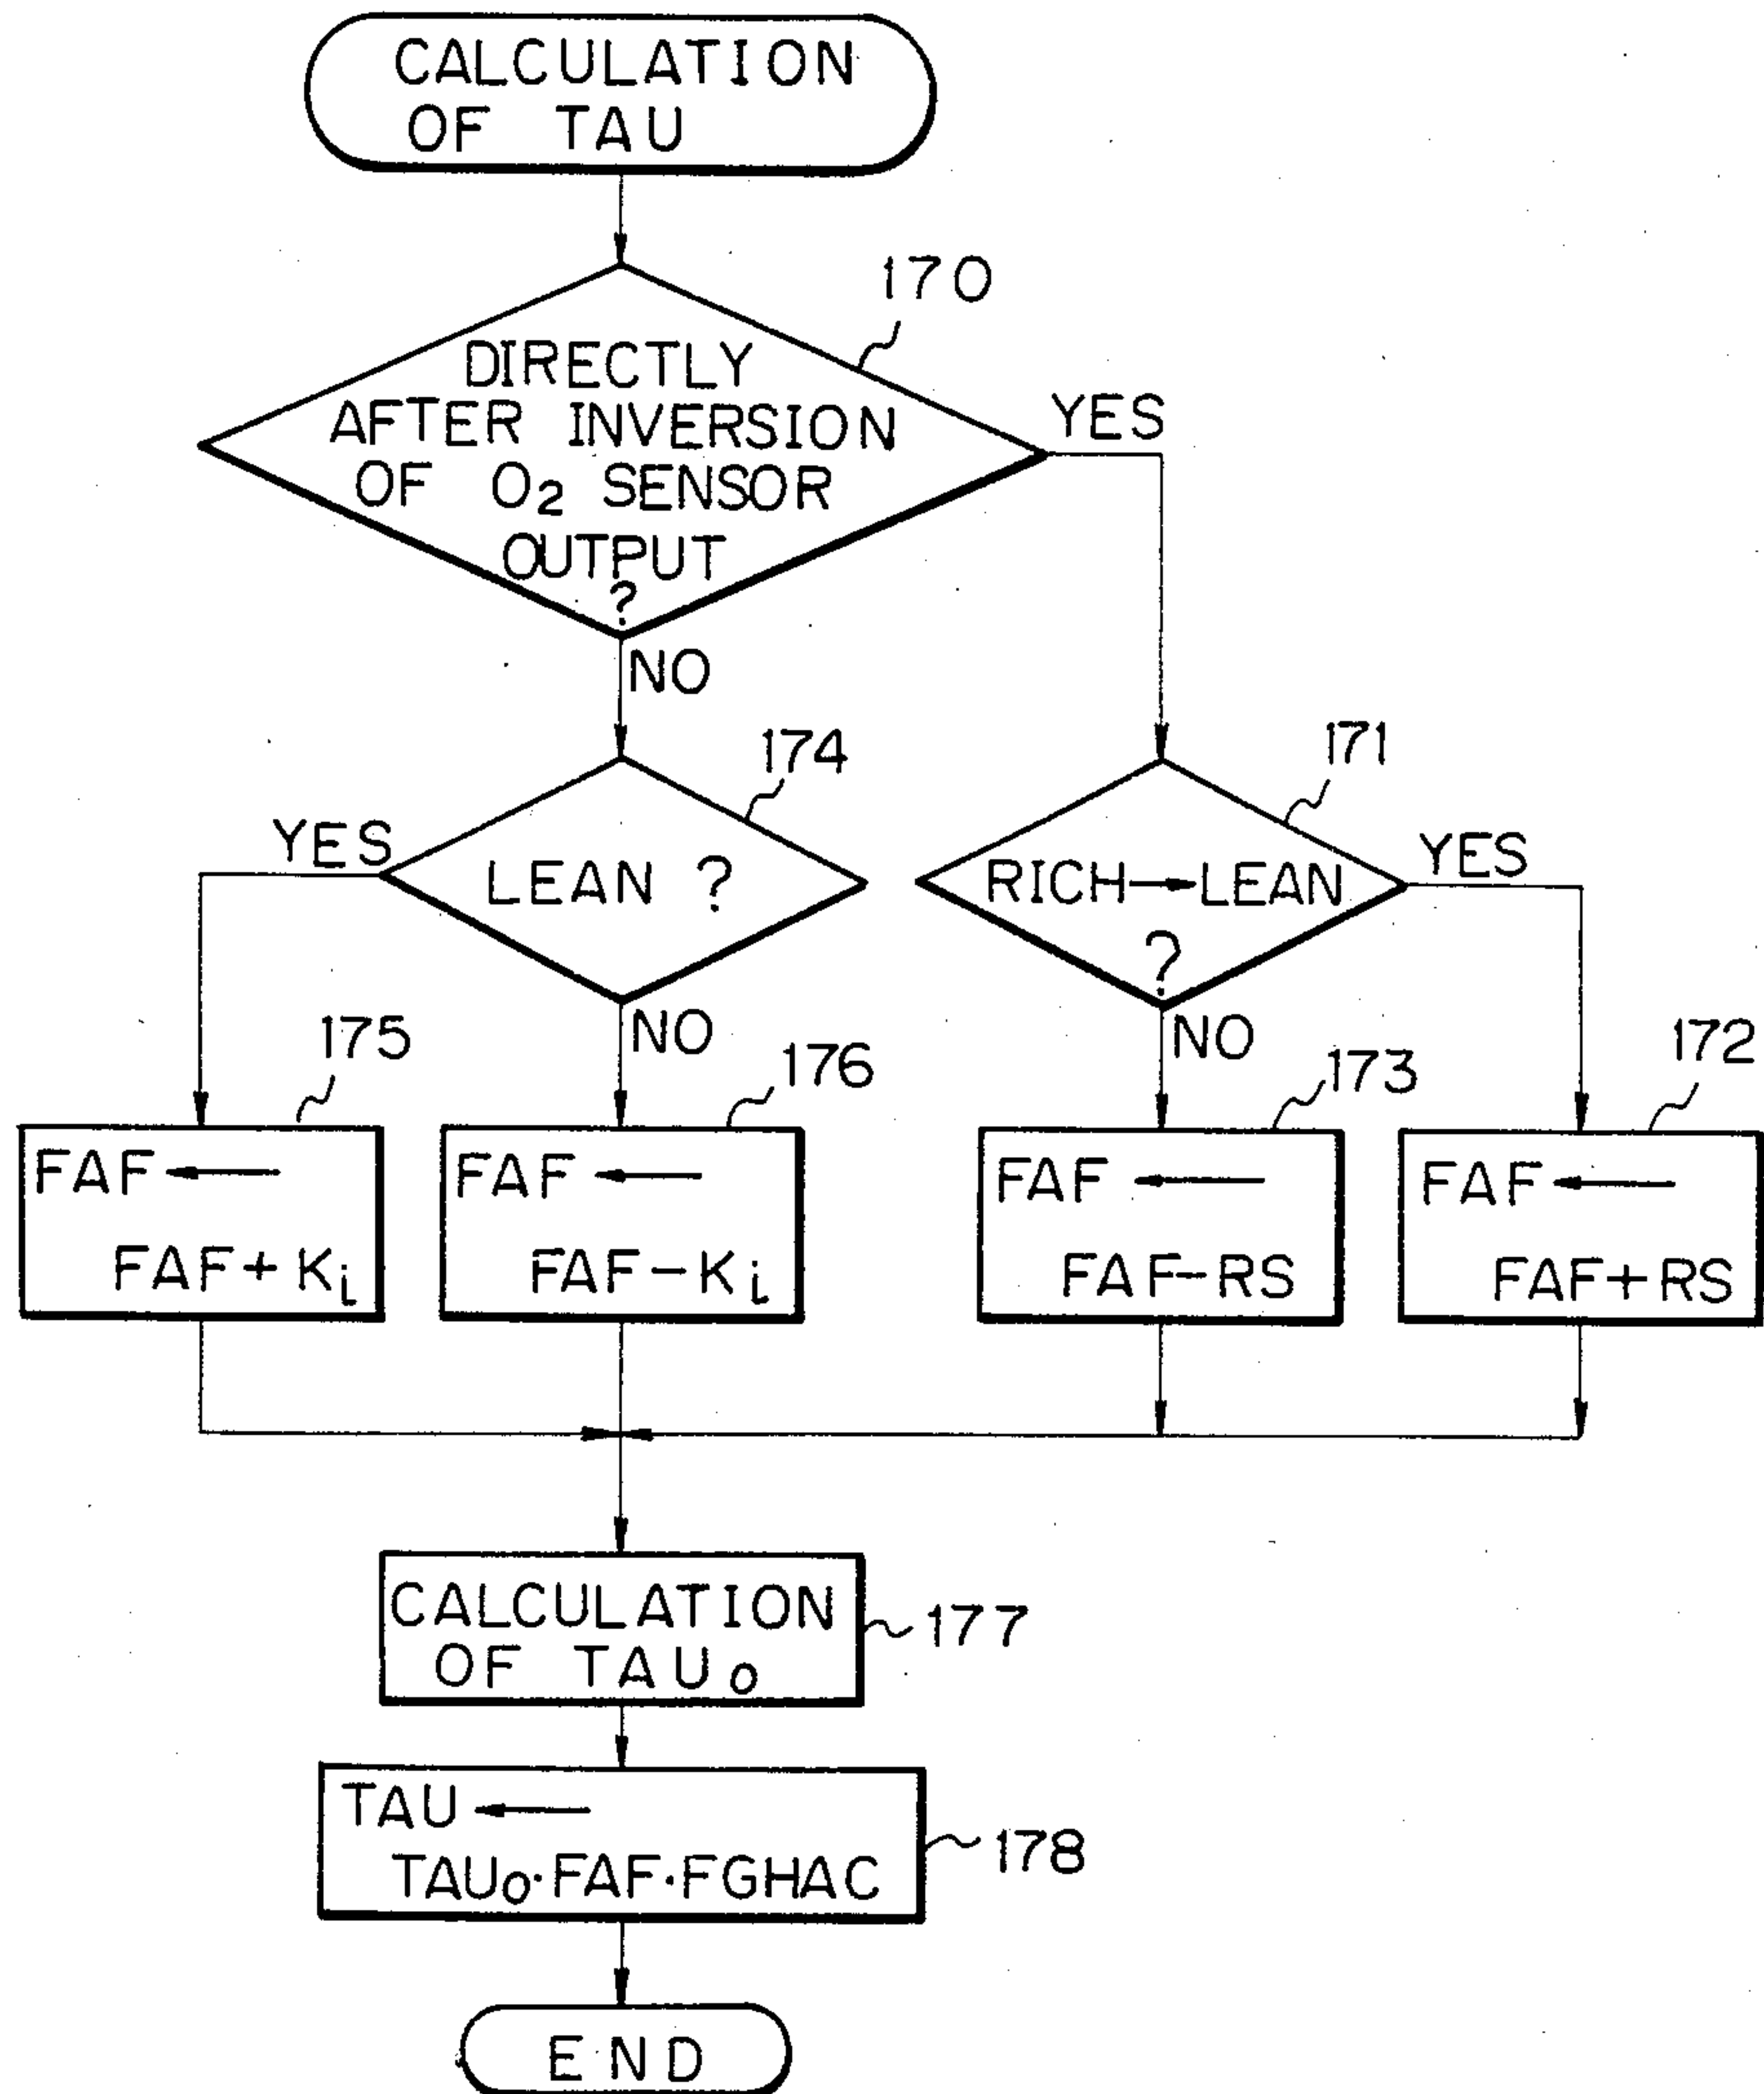 CALCULATION
OF TAU
170
DIRECTLY
AFTER INVERSION
OF O₂ SENSOR
OUTPUT
?
YES
NO
174
171
YES
LEAN ?
RICH→LEAN
?
YES
NO
NO
175
176
173
172
FAF ←
FAF+Ki
FAF ←
FAF−Ki
FAF ←
FAF−RS
FAF ←
FAF+RS
CALCULATION
OF TAU₀
177
TAU ←
TAU₀·FAF·FGHAC
178
END